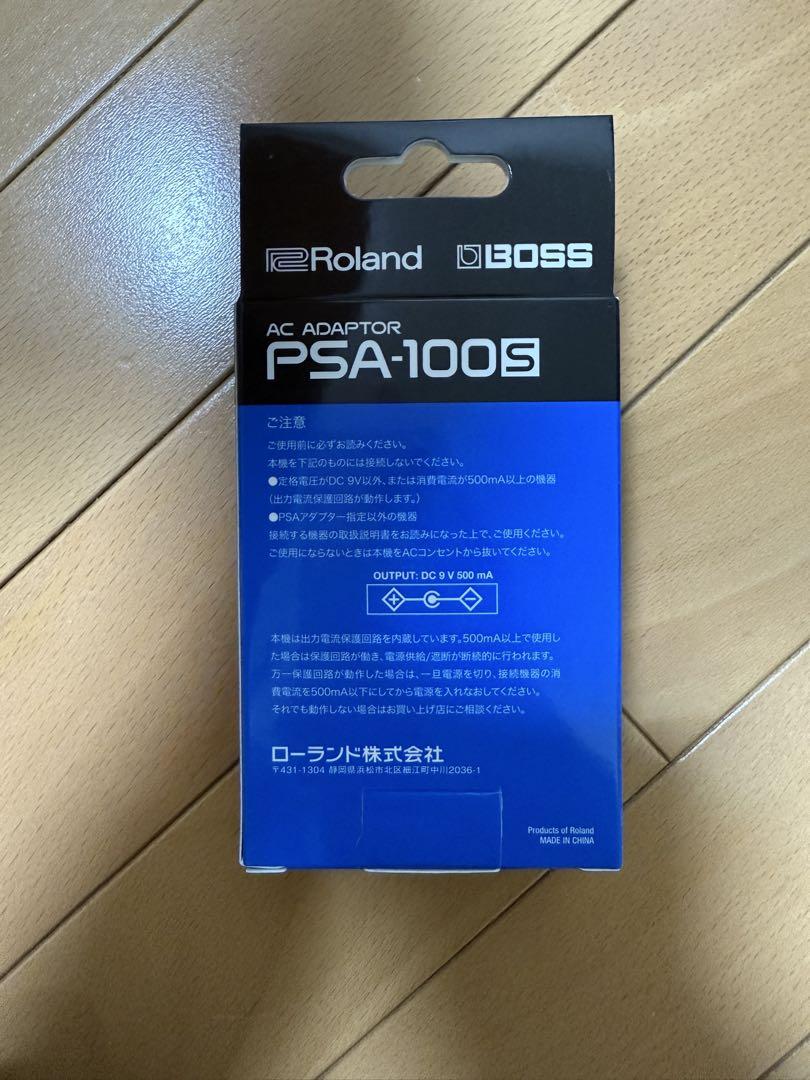 Roland BOSS
AC ADAPTOR
PSA-100S
ご注意
ご使用前に必ずお読みください。
本機を下記のものには接続しないでください。
●定格電圧がDC 9V以外、または消費電流が500mA以上の機器
(出力電流保護回路が動作します。)
●PSAアダプター指定以外の機器
接続する機器の取扱説明書をお読みになった上で、ご使用ください。
ご使用にならないときは本機をACコンセントから抜いてください。
OUTPUT: DC 9 V 500 mA
本機は出力電流保護回路を内蔵しています。500mA以上で使用し
た場合は保護回路が働き、電源供給/遮断が断続的に行われます。
万一保護回路が動作した場合は、一旦電源を切り、接続機器の消
費電流を500mA以下にしてから電源を入れなおしてください。
それでも動作しない場合はお買い上げ店にご相談ください。
ローランド株式会社
〒431-1304 静岡県浜松市北区細江町中川2036-1
Products of Roland
MADE IN CHINA